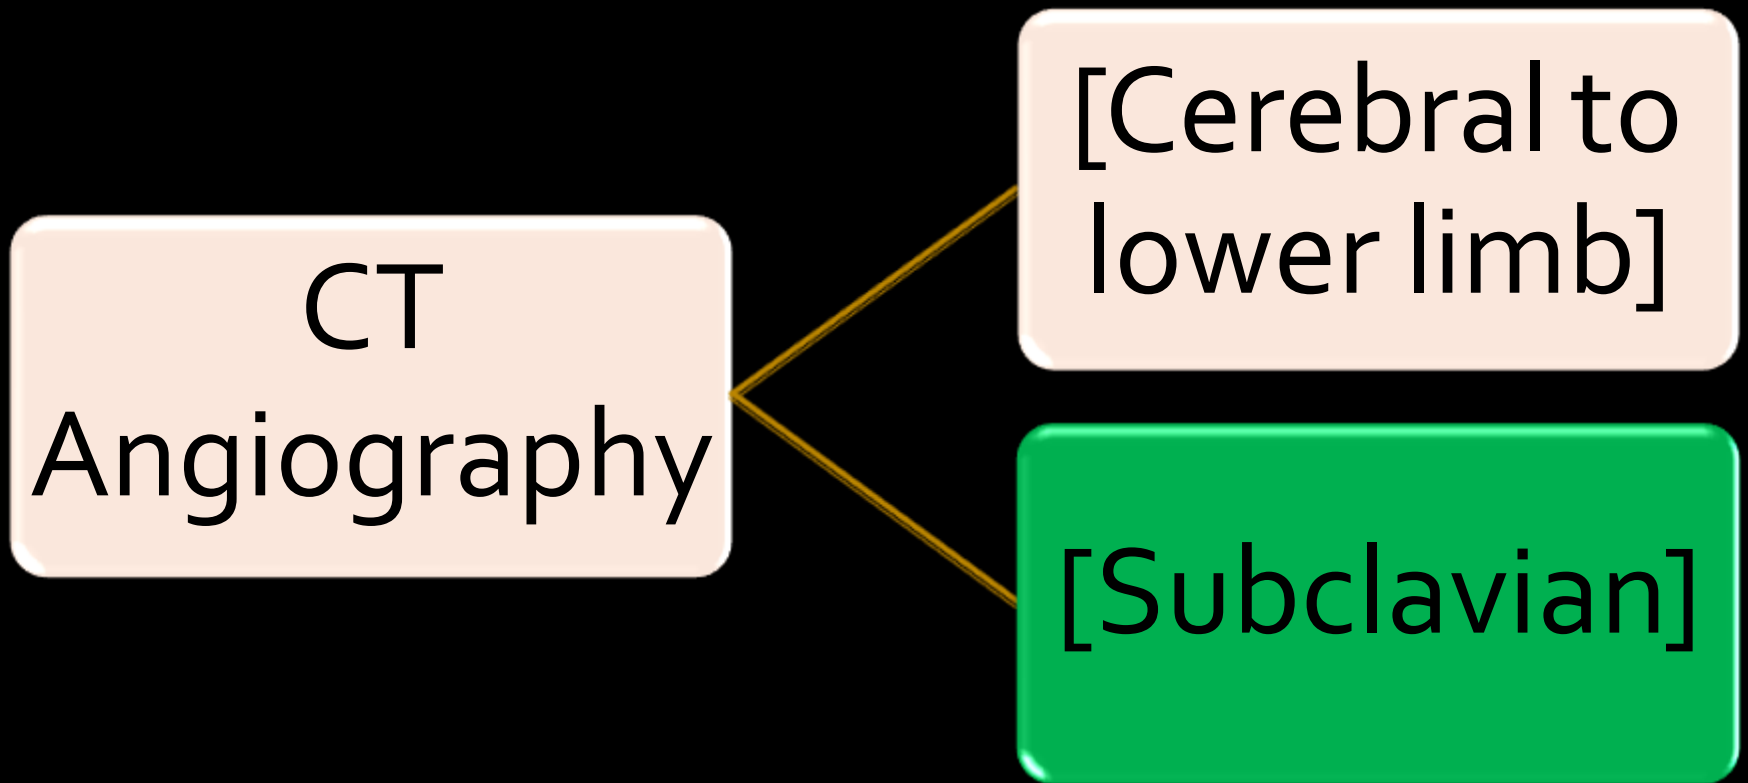 CT
Angiography
[Cerebral to
lower limb]
[Subclavian]